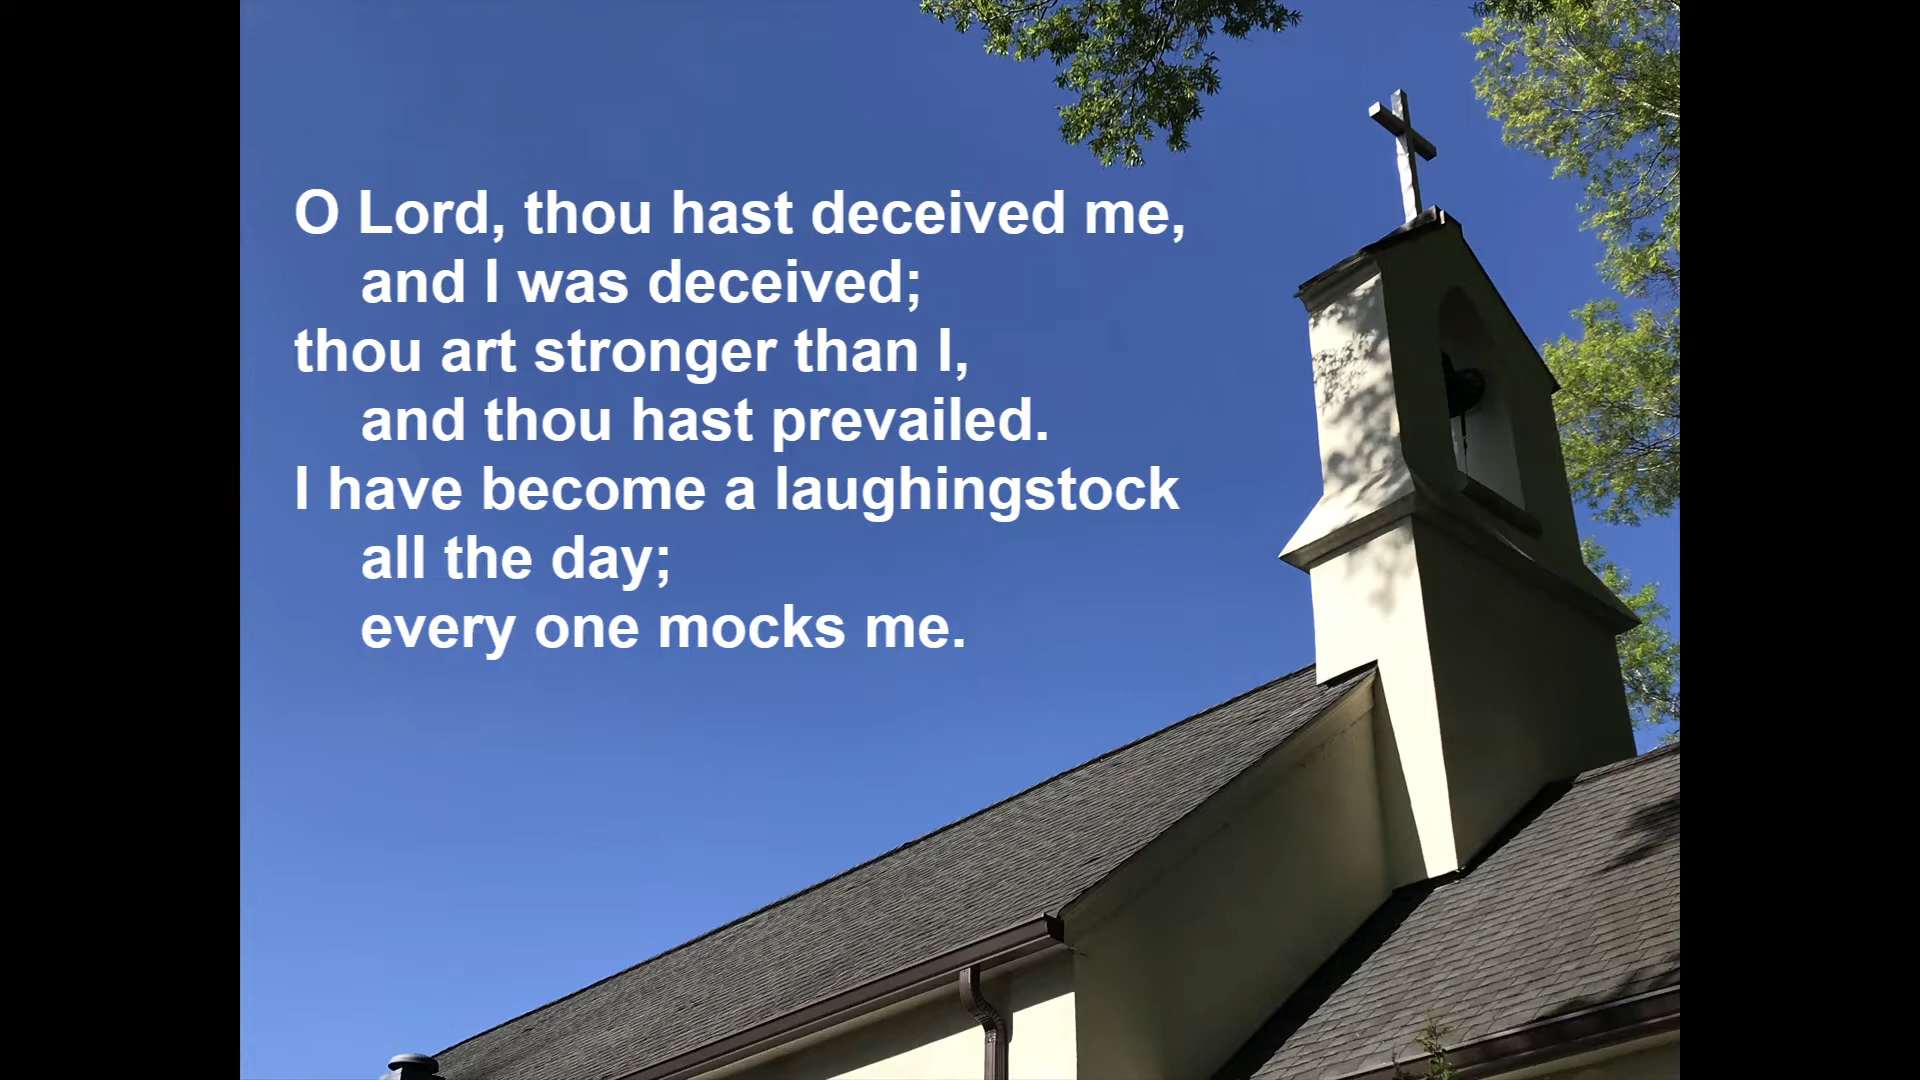 O Lord, thou hast deceived me,
and I was deceived;
thou art stronger than I,
and thou hast prevailed.
I have become a laughingstock
all the day;
every one mocks me.